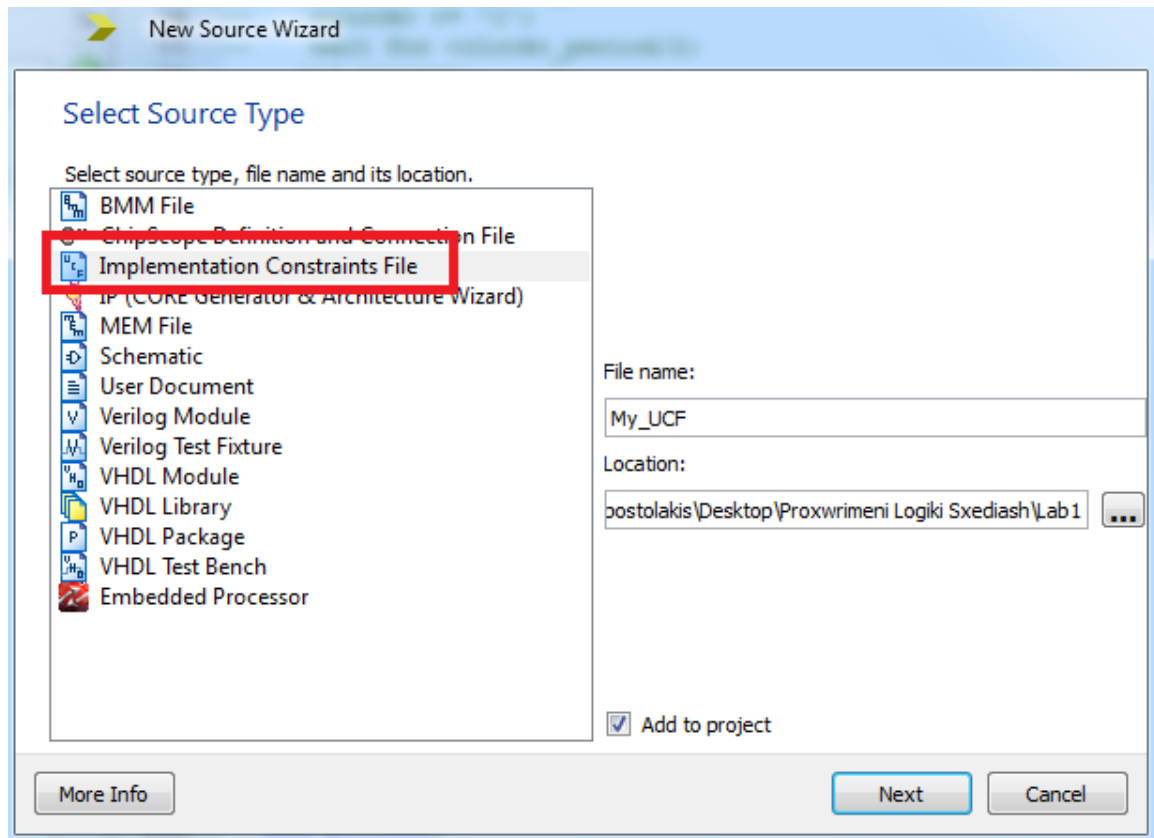 New Source Wizard
Select Source Type
Select source type, file name and its location.
BMM File
ChipScope Definition and Connection File
Implementation Constraints File
IP (CORE Generator & Architecture Wizard)
MEM File
Schematic
User Document
Verilog Module
Verilog Test Fixture
VHDL Module
VHDL Library
VHDL Package
VHDL Test Bench
Embedded Processor
File name:
My_UCF
Location:
postolakis\Desktop\Proxwrimeni Logiki Sxediash\Lab1
...
Add to project
More Info
Next
Cancel